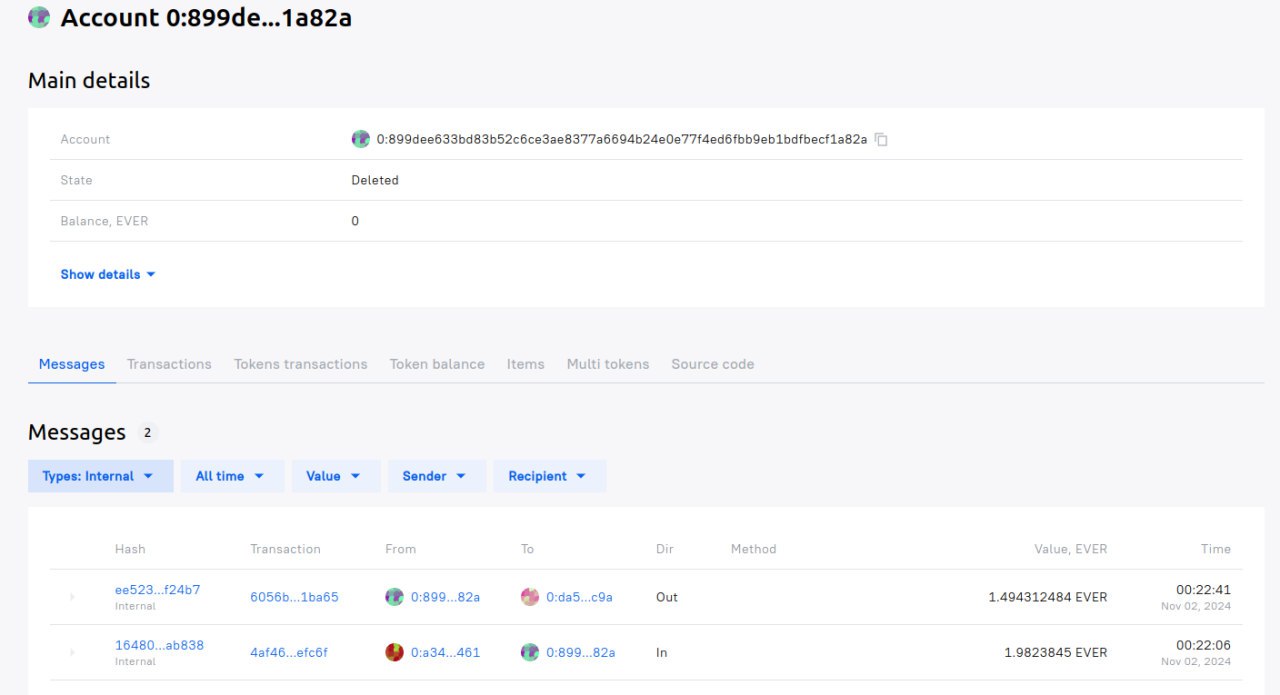 Account 0:899de...1a82a
Main details
Account 0:899dee633bd83b52c6ce3ae8377a6694b24e0e77f4ed6fbb9eb1bdfbecf1a82a
State Deleted
Balance, EVER 0
Show details
Messages Transactions Tokens transactions Token balance Items Multi tokens Source code
Messages 2
Types: Internal All time Value Sender Recipient
Hash Transaction From To Dir Method Value, EVER Time
ee523...f24b7 6056b...1ba65 0:899...82a 0:da5...c9a Out 1.494312484 EVER 00:22:41
Internal Nov 02, 2024
16480...ab838 4af46...efc6f 0:a34...461 0:899...82a In 1.9823845 EVER 00:22:06
Internal Nov 02, 2024